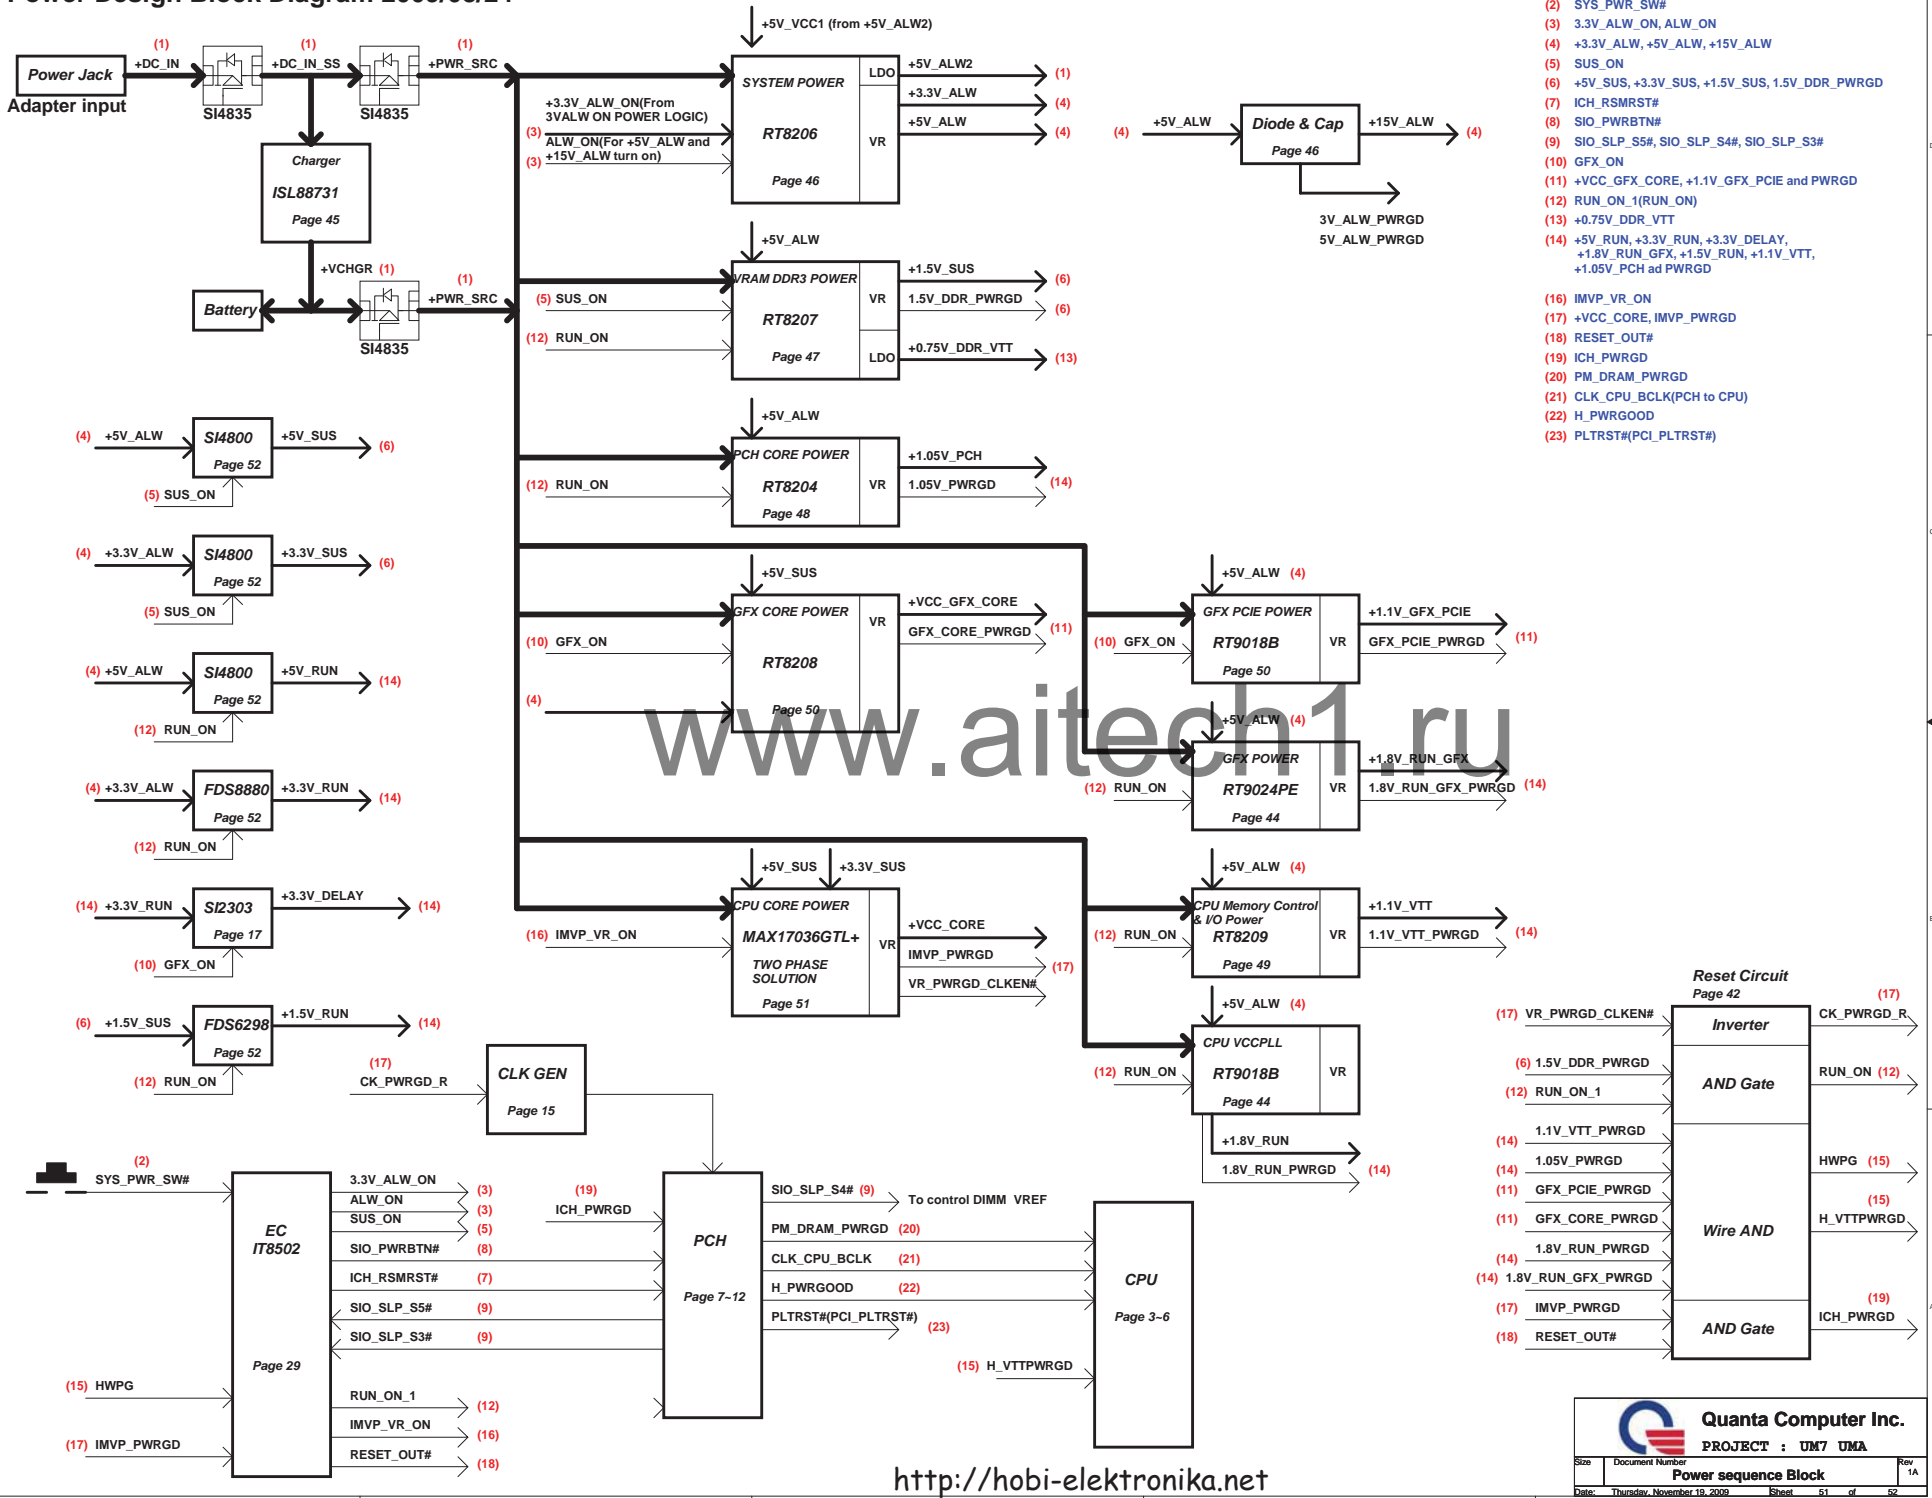 (1)
+DC_IN
(1)
+DC_IN_SS
(1)
+PWR_SRC
Power Jack
Adapter input
SI4835
SI4835
Charger
ISL88731
Page 45
+VCHGR (1)
(1)
+PWR_SRC
Battery
SI4835
+5V_VCC1 (from +5V_ALW2)
SYSTEM POWER
RT8206
Page 46
LDO
VR
+3.3V_ALW_ON(From
3VALW ON POWER LOGIC)
(3)
ALW_ON(For +5V_ALW and
+15V_ALW turn on)
(3)
+5V_ALW2 (1)
+3.3V_ALW (4)
+5V_ALW (4)
(4) +5V_ALW
Diode & Cap
Page 46
+15V_ALW (4)
3V_ALW_PWRGD
5V_ALW_PWRGD
+5V_ALW
VRAM DDR3 POWER
RT8207
Page 47
VR
LDO
(5) SUS_ON
(12) RUN_ON
+1.5V_SUS (6)
1.5V_DDR_PWRGD (6)
+0.75V_DDR_VTT (13)
+5V_ALW
PCH CORE POWER
RT8204
Page 48
VR
(12) RUN_ON
+1.05V_PCH
1.05V_PWRGD (14)
+5V_SUS
GFX CORE POWER
RT8208
Page 50
VR
(10) GFX_ON
(4)
+VCC_GFX_CORE
GFX_CORE_PWRGD (11)
+5V_ALW (4)
GFX PCIE POWER
RT9018B
Page 50
VR
(10) GFX_ON
+1.1V_GFX_PCIE
GFX_PCIE_PWRGD (11)
+5V_ALW (4)
GFX POWER
RT9024PE
Page 44
VR
(12) RUN_ON
+1.8V_RUN_GFX
1.8V_RUN_GFX_PWRGD (14)
www.aitech1.ru
+5V_SUS +3.3V_SUS
CPU CORE POWER
MAX17036GTL+
TWO PHASE
SOLUTION
Page 51
VR
(16) IMVP_VR_ON
+VCC_CORE
IMVP_PWRGD
VR_PWRGD_CLKEN# (17)
+5V_ALW (4)
CPU Memory Control
& I/O Power
RT8209
Page 49
VR
(12) RUN_ON
+1.1V_VTT
1.1V_VTT_PWRGD (14)
+5V_ALW (4)
CPU VCCPLL
RT9018B
Page 44
VR
(12) RUN_ON
+1.8V_RUN
1.8V_RUN_PWRGD (14)
(4) +5V_ALW
SI4800
Page 52
+5V_SUS (6)
(5) SUS_ON
(4) +3.3V_ALW
SI4800
Page 52
+3.3V_SUS (6)
(5) SUS_ON
(4) +5V_ALW
SI4800
Page 52
+5V_RUN (14)
(12) RUN_ON
(4) +3.3V_ALW
FDS8880
Page 52
+3.3V_RUN (14)
(12) RUN_ON
(14) +3.3V_RUN
SI2303
Page 17
+3.3V_DELAY (14)
(10) GFX_ON
(6) +1.5V_SUS
FDS6298
Page 52
+1.5V_RUN (14)
(12) RUN_ON
(17)
CK_PWRGD_R
CLK GEN
Page 15
(2)
SYS_PWR_SW#
EC
IT8502
Page 29
(15) HWPG
(17) IMVP_PWRGD
3.3V_ALW_ON (3)
ALW_ON (3)
SUS_ON (5)
SIO_PWRBTN# (8)
ICH_RSMRST# (7)
SIO_SLP_S5# (9)
SIO_SLP_S3# (9)
RUN_ON_1 (12)
IMVP_VR_ON (16)
RESET_OUT# (18)
(19)
ICH_PWRGD
PCH
Page 7~12
SIO_SLP_S4# (9) To control DIMM VREF
PM_DRAM_PWRGD (20)
CLK_CPU_BCLK (21)
H_PWRGOOD (22)
PLTRST#(PCI_PLTRST#) (23)
(15) H_VTTPWRGD
CPU
Page 3~6
Reset Circuit
Page 42
(17) VR_PWRGD_CLKEN#
Inverter
(17)
CK_PWRGD_R
(6) 1.5V_DDR_PWRGD
(12) RUN_ON_1
AND Gate
RUN_ON (12)
(14) 1.1V_VTT_PWRGD
(14) 1.05V_PWRGD
(11) GFX_PCIE_PWRGD
(11) GFX_CORE_PWRGD
(14) 1.8V_RUN_PWRGD
(14) 1.8V_RUN_GFX_PWRGD
Wire AND
HWPG (15)
(15)
H_VTTPWRGD
(17) IMVP_PWRGD
(18) RESET_OUT#
AND Gate
(19)
ICH_PWRGD
(2) SYS_PWR_SW#
(3) 3.3V_ALW_ON, ALW_ON
(4) +3.3V_ALW, +5V_ALW, +15V_ALW
(5) SUS_ON
(6) +5V_SUS, +3.3V_SUS, +1.5V_SUS, 1.5V_DDR_PWRGD
(7) ICH_RSMRST#
(8) SIO_PWRBTN#
(9) SIO_SLP_S5#, SIO_SLP_S4#, SIO_SLP_S3#
(10) GFX_ON
(11) +VCC_GFX_CORE, +1.1V_GFX_PCIE and PWRGD
(12) RUN_ON_1(RUN_ON)
(13) +0.75V_DDR_VTT
(14) +5V_RUN, +3.3V_RUN, +3.3V_DELAY,
+1.8V_RUN_GFX, +1.5V_RUN, +1.1V_VTT,
+1.05V_PCH ad PWRGD
(16) IMVP_VR_ON
(17) +VCC_CORE, IMVP_PWRGD
(18) RESET_OUT#
(19) ICH_PWRGD
(20) PM_DRAM_PWRGD
(21) CLK_CPU_BCLK(PCH to CPU)
(22) H_PWRGOOD
(23) PLTRST#(PCI_PLTRST#)
http://hobi-elektronika.net
Quanta Computer Inc.
PROJECT : UM7 UMA
Size Document Number Rev
Power sequence Block 1A
Date: Thursday, November 19, 2009 Sheet 51 of 52